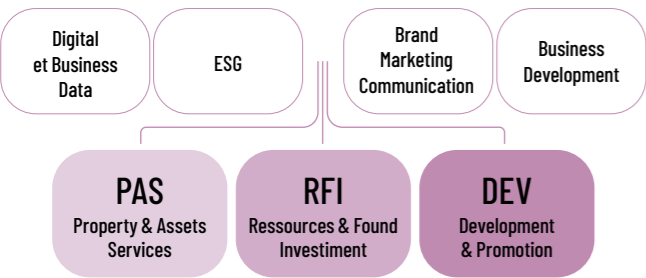 Digital
et Business
Data
ESG
Brand
Marketing
Communication
Business
Development
PAS
Property & Assets
Services
RFI
Ressources & Found
Investiment
DEV
Development
& Promotion